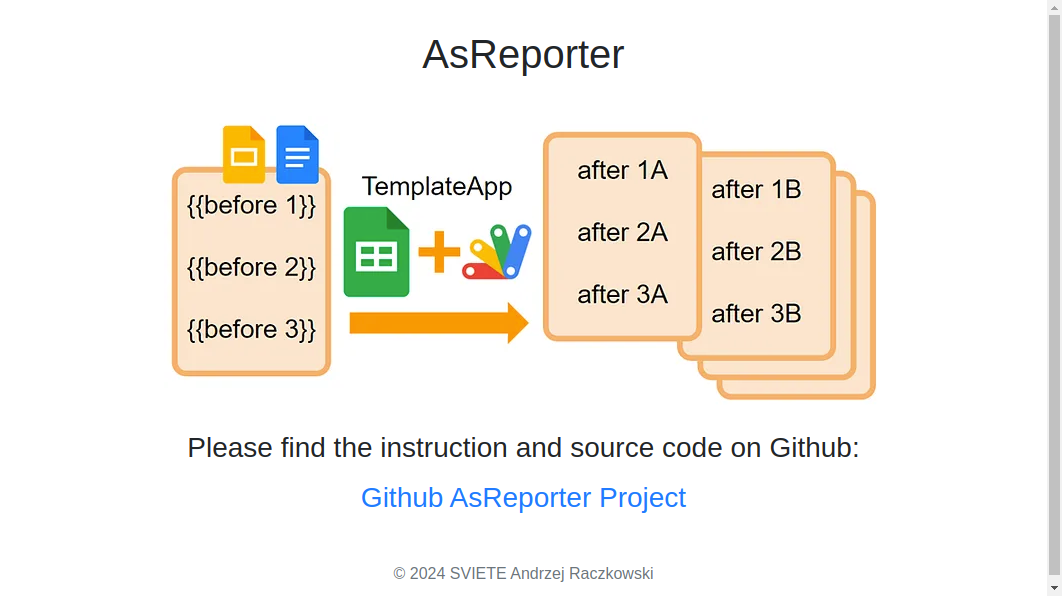 AsReporter
{{before 1}}
{{before 2}}
{{before 3}}
TemplateApp
after 1A
after 2A
after 3A
after 1B
after 2B
after 3B
Please find the instruction and source code on Github:
Github AsReporter Project
© 2024 SVIETE Andrzej Raczkowski